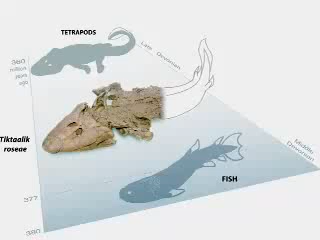 TETRAPODS
Late Devonian
360
million
years
ago
Tiktaalik
roseae
Middle
Devonian
FISH
377
380